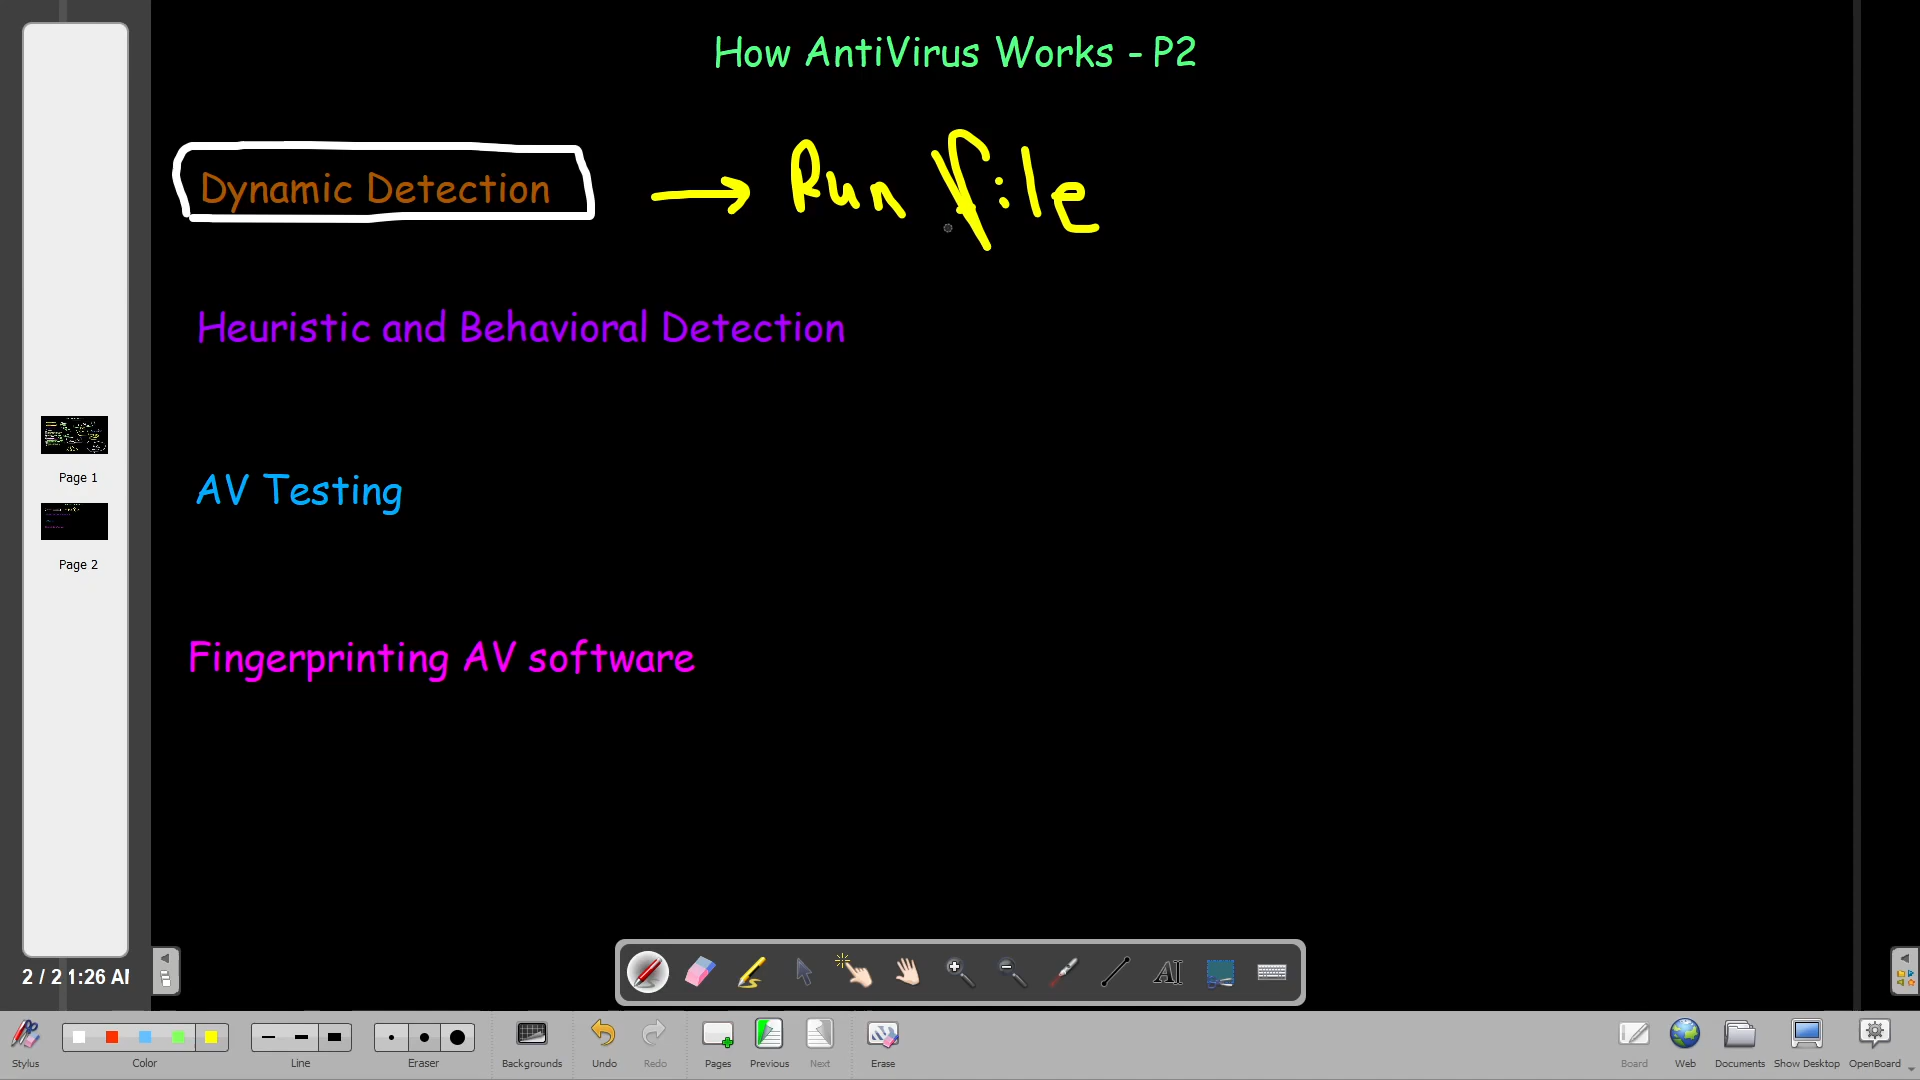 How AntiVirus Works - P2
Dynamic Detection
Run file
Heuristic and Behavioral Detection
AV Testing
Fingerprinting AV software
Page 1
Page 2
2 / 2 1:26 AM
Stylus
Color
Line
Eraser
Backgrounds
Undo
Redo
Pages
Previous
Next
Erase
Board
Web
Documents
Show Desktop
OpenBoard